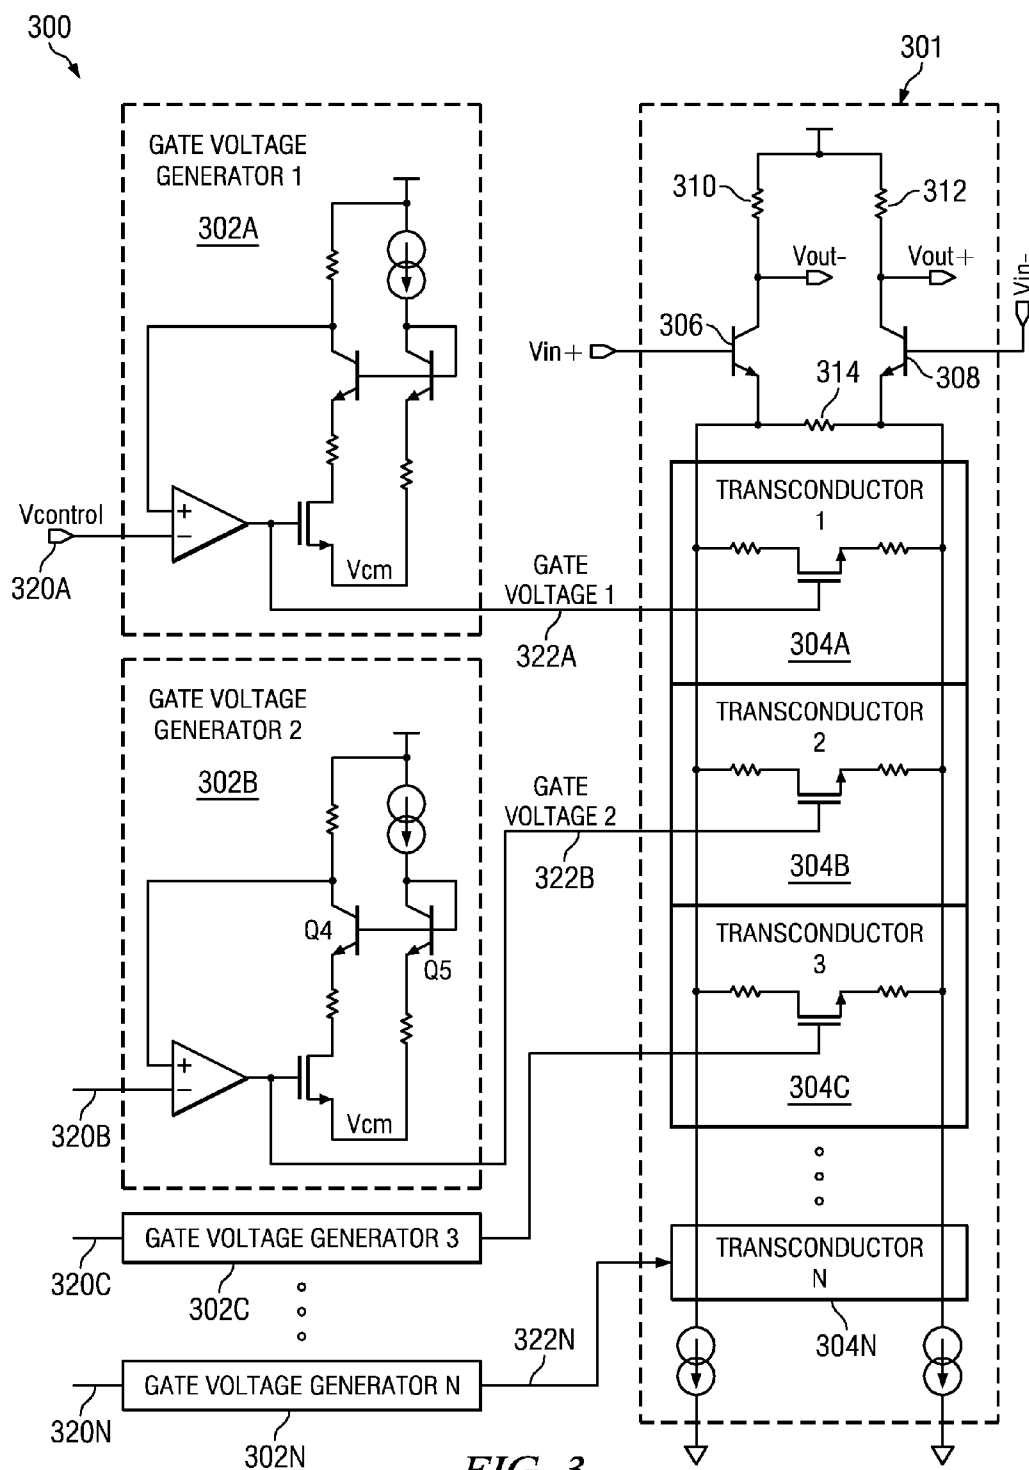 300
301
GATE VOLTAGE
GENERATOR 1
302A
310
312
Vout-
Vout+
Vin-
306
Vin+
308
314
Vcontrol
320A
+
-
Vcm
GATE
VOLTAGE 1
322A
TRANSCONDUCTOR
1
304A
GATE VOLTAGE
GENERATOR 2
302B
GATE
VOLTAGE 2
322B
TRANSCONDUCTOR
2
304B
Q4
Q5
+
-
Vcm
320B
TRANSCONDUCTOR
3
304C
GATE VOLTAGE GENERATOR 3
320C
302C
TRANSCONDUCTOR
N
304N
322N
GATE VOLTAGE GENERATOR N
320N
302N
FIG. 3